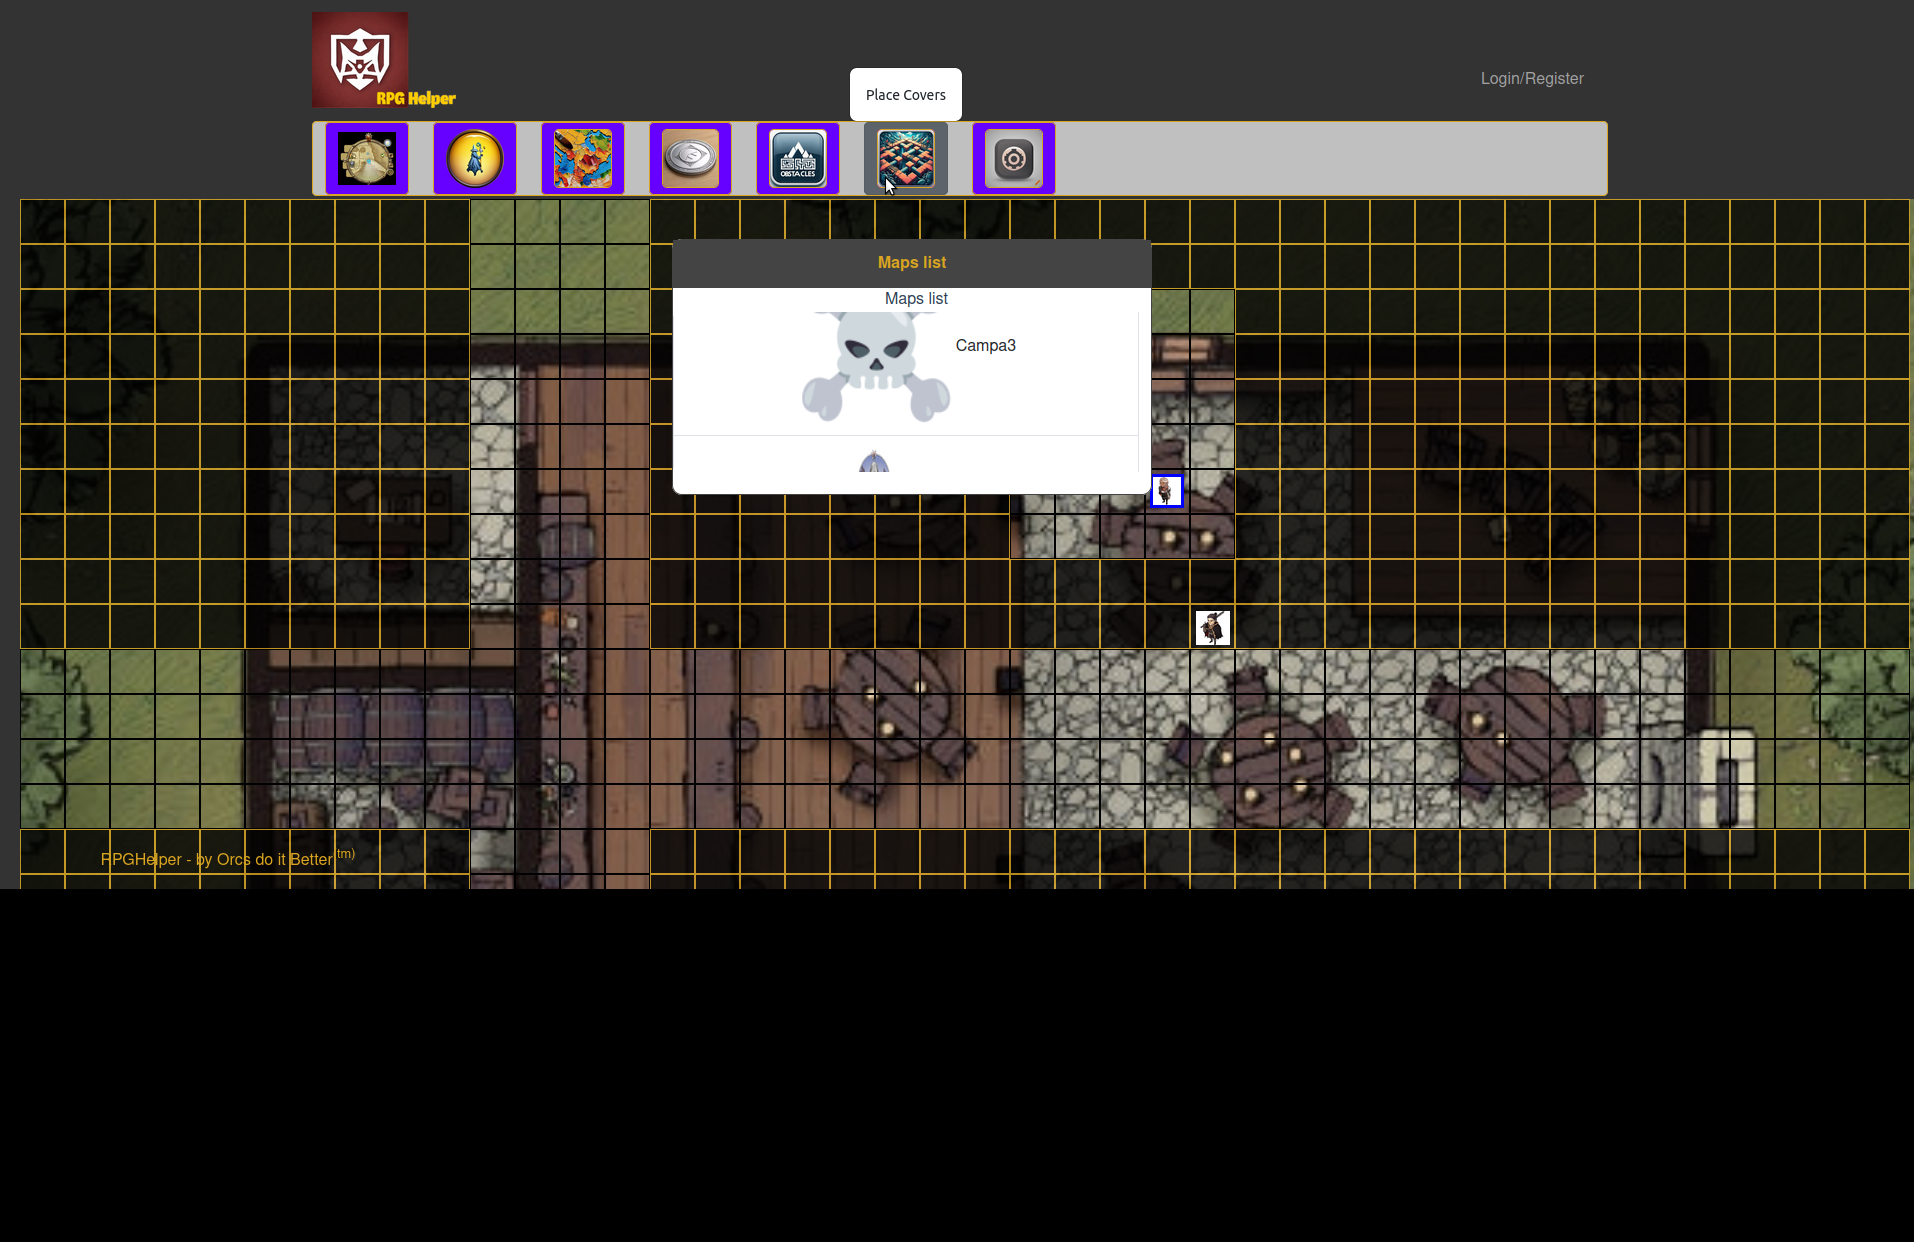 RPG Helper
Login/Register
Place Covers
OBSTACLES
Maps list
Maps list
Campa3
RPGHelper - by Orcs do it Better tm)